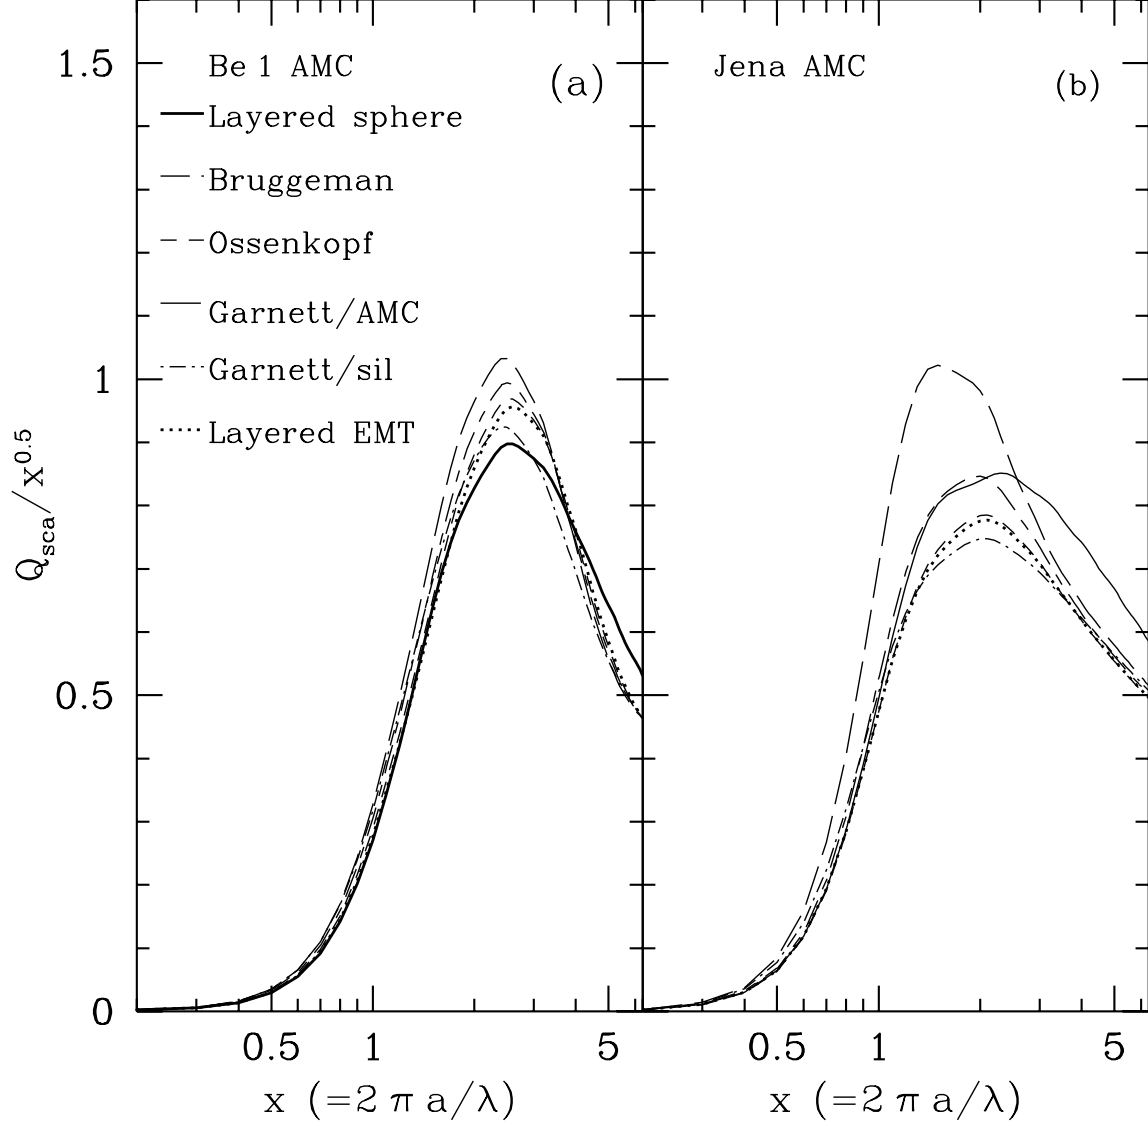 Be 1 AMC
(a)
Layered sphere
Bruggeman
Ossenkopf
Garnett/AMC
Garnett/sil
Layered EMT
Jena AMC
(b)
1.5
1
0.5
0
Q_sca/x^0.5
0.5 1 5
0.5 1 5
x (=2 π a/λ)
x (=2 π a/λ)